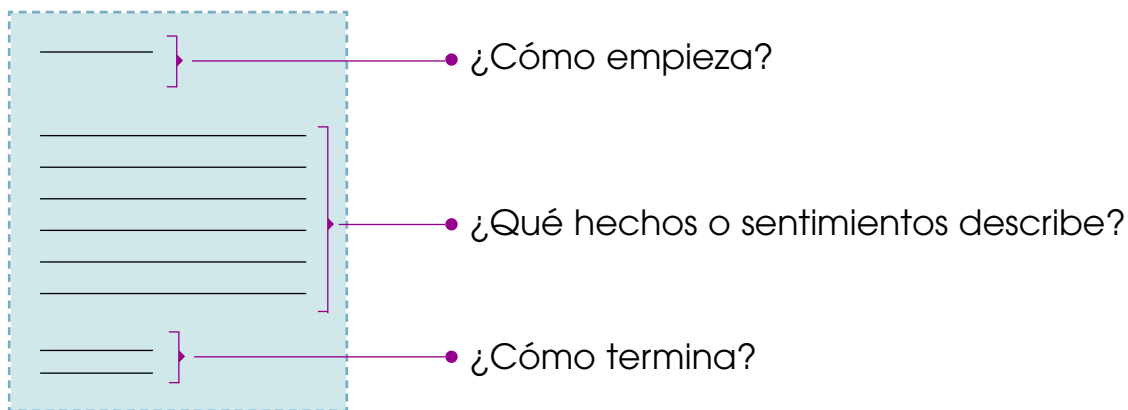 ¿Cómo empieza?
¿Qué hechos o sentimientos describe?
¿Cómo termina?